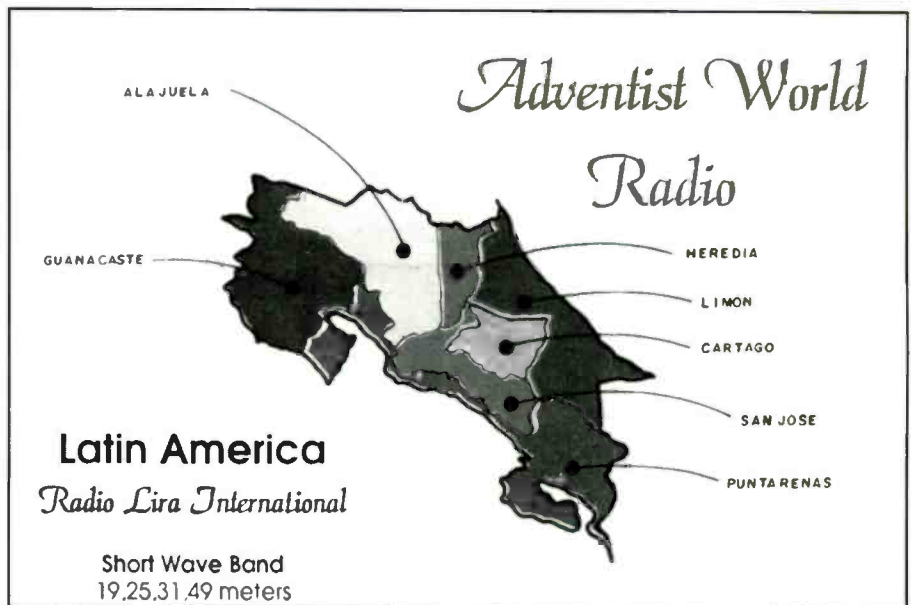 Adventist World
Radio
ALAJUELA
GUANACASTE
HEREDIA
LIMON
CARTAGO
SAN JOSE
PUNTARENAS
Latin America
Radio Lira International
Short Wave Band
19,25,31,49 meters